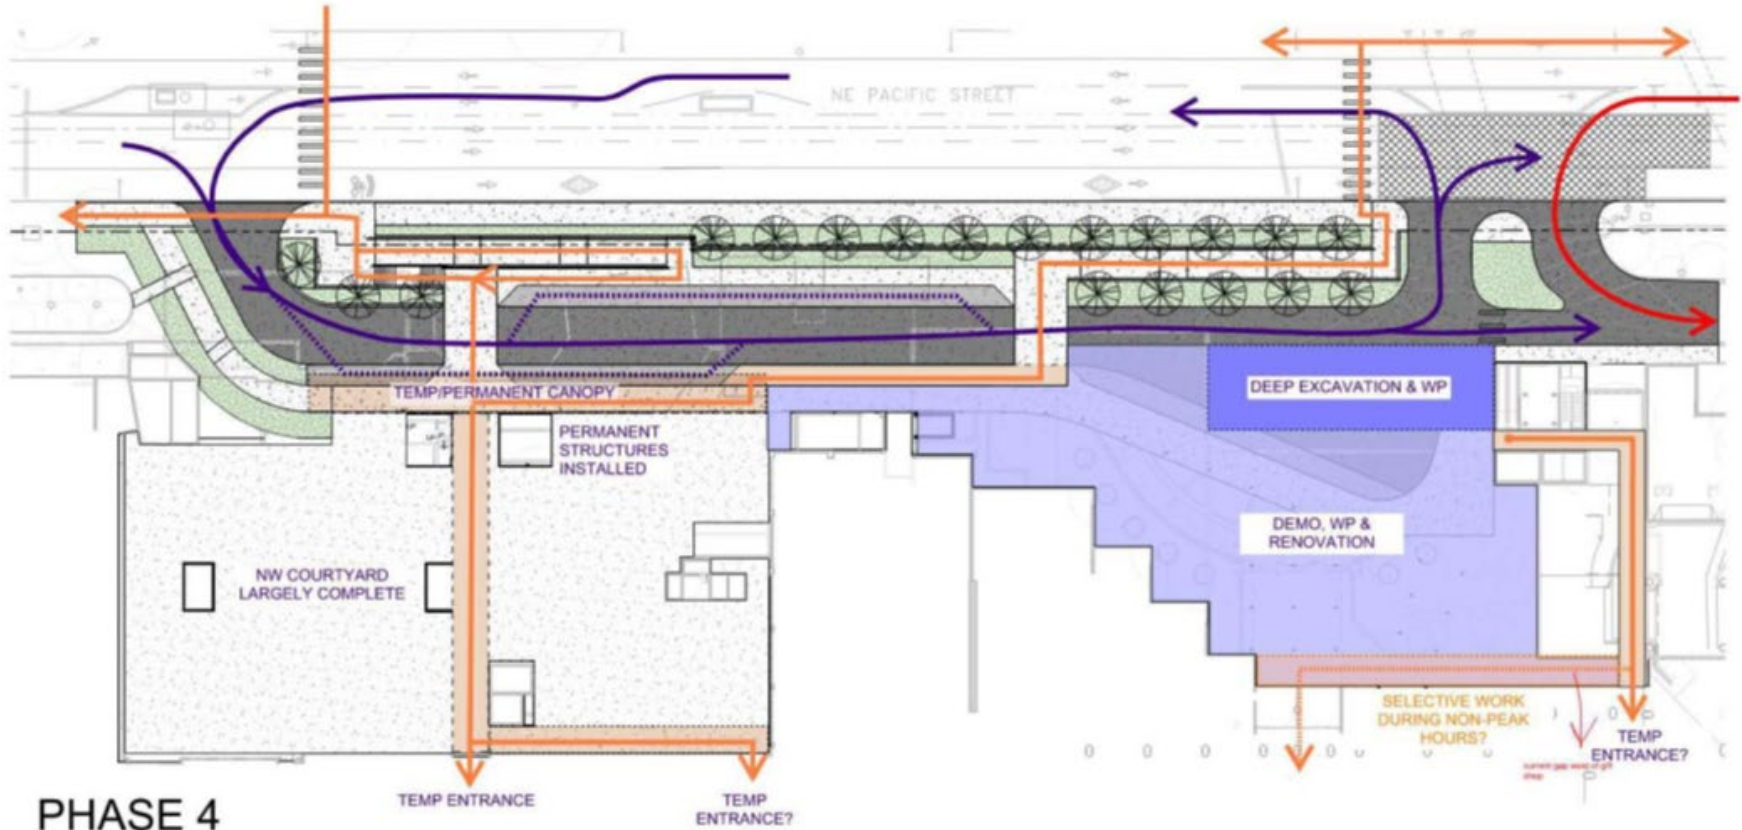 NE PACIFIC STREET
TEMP/PERMANENT CANOPY
DEEP EXCAVATION & WP
PERMANENT
STRUCTURES
INSTALLED
DEMO, WP &
RENOVATION
NW COURTYARD
LARGELY COMPLETE
SELECTIVE WORK
DURING NON-PEAK
HOURS?
TEMP
ENTRANCE?
TEMP ENTRANCE
TEMP
ENTRANCE?
PHASE 4